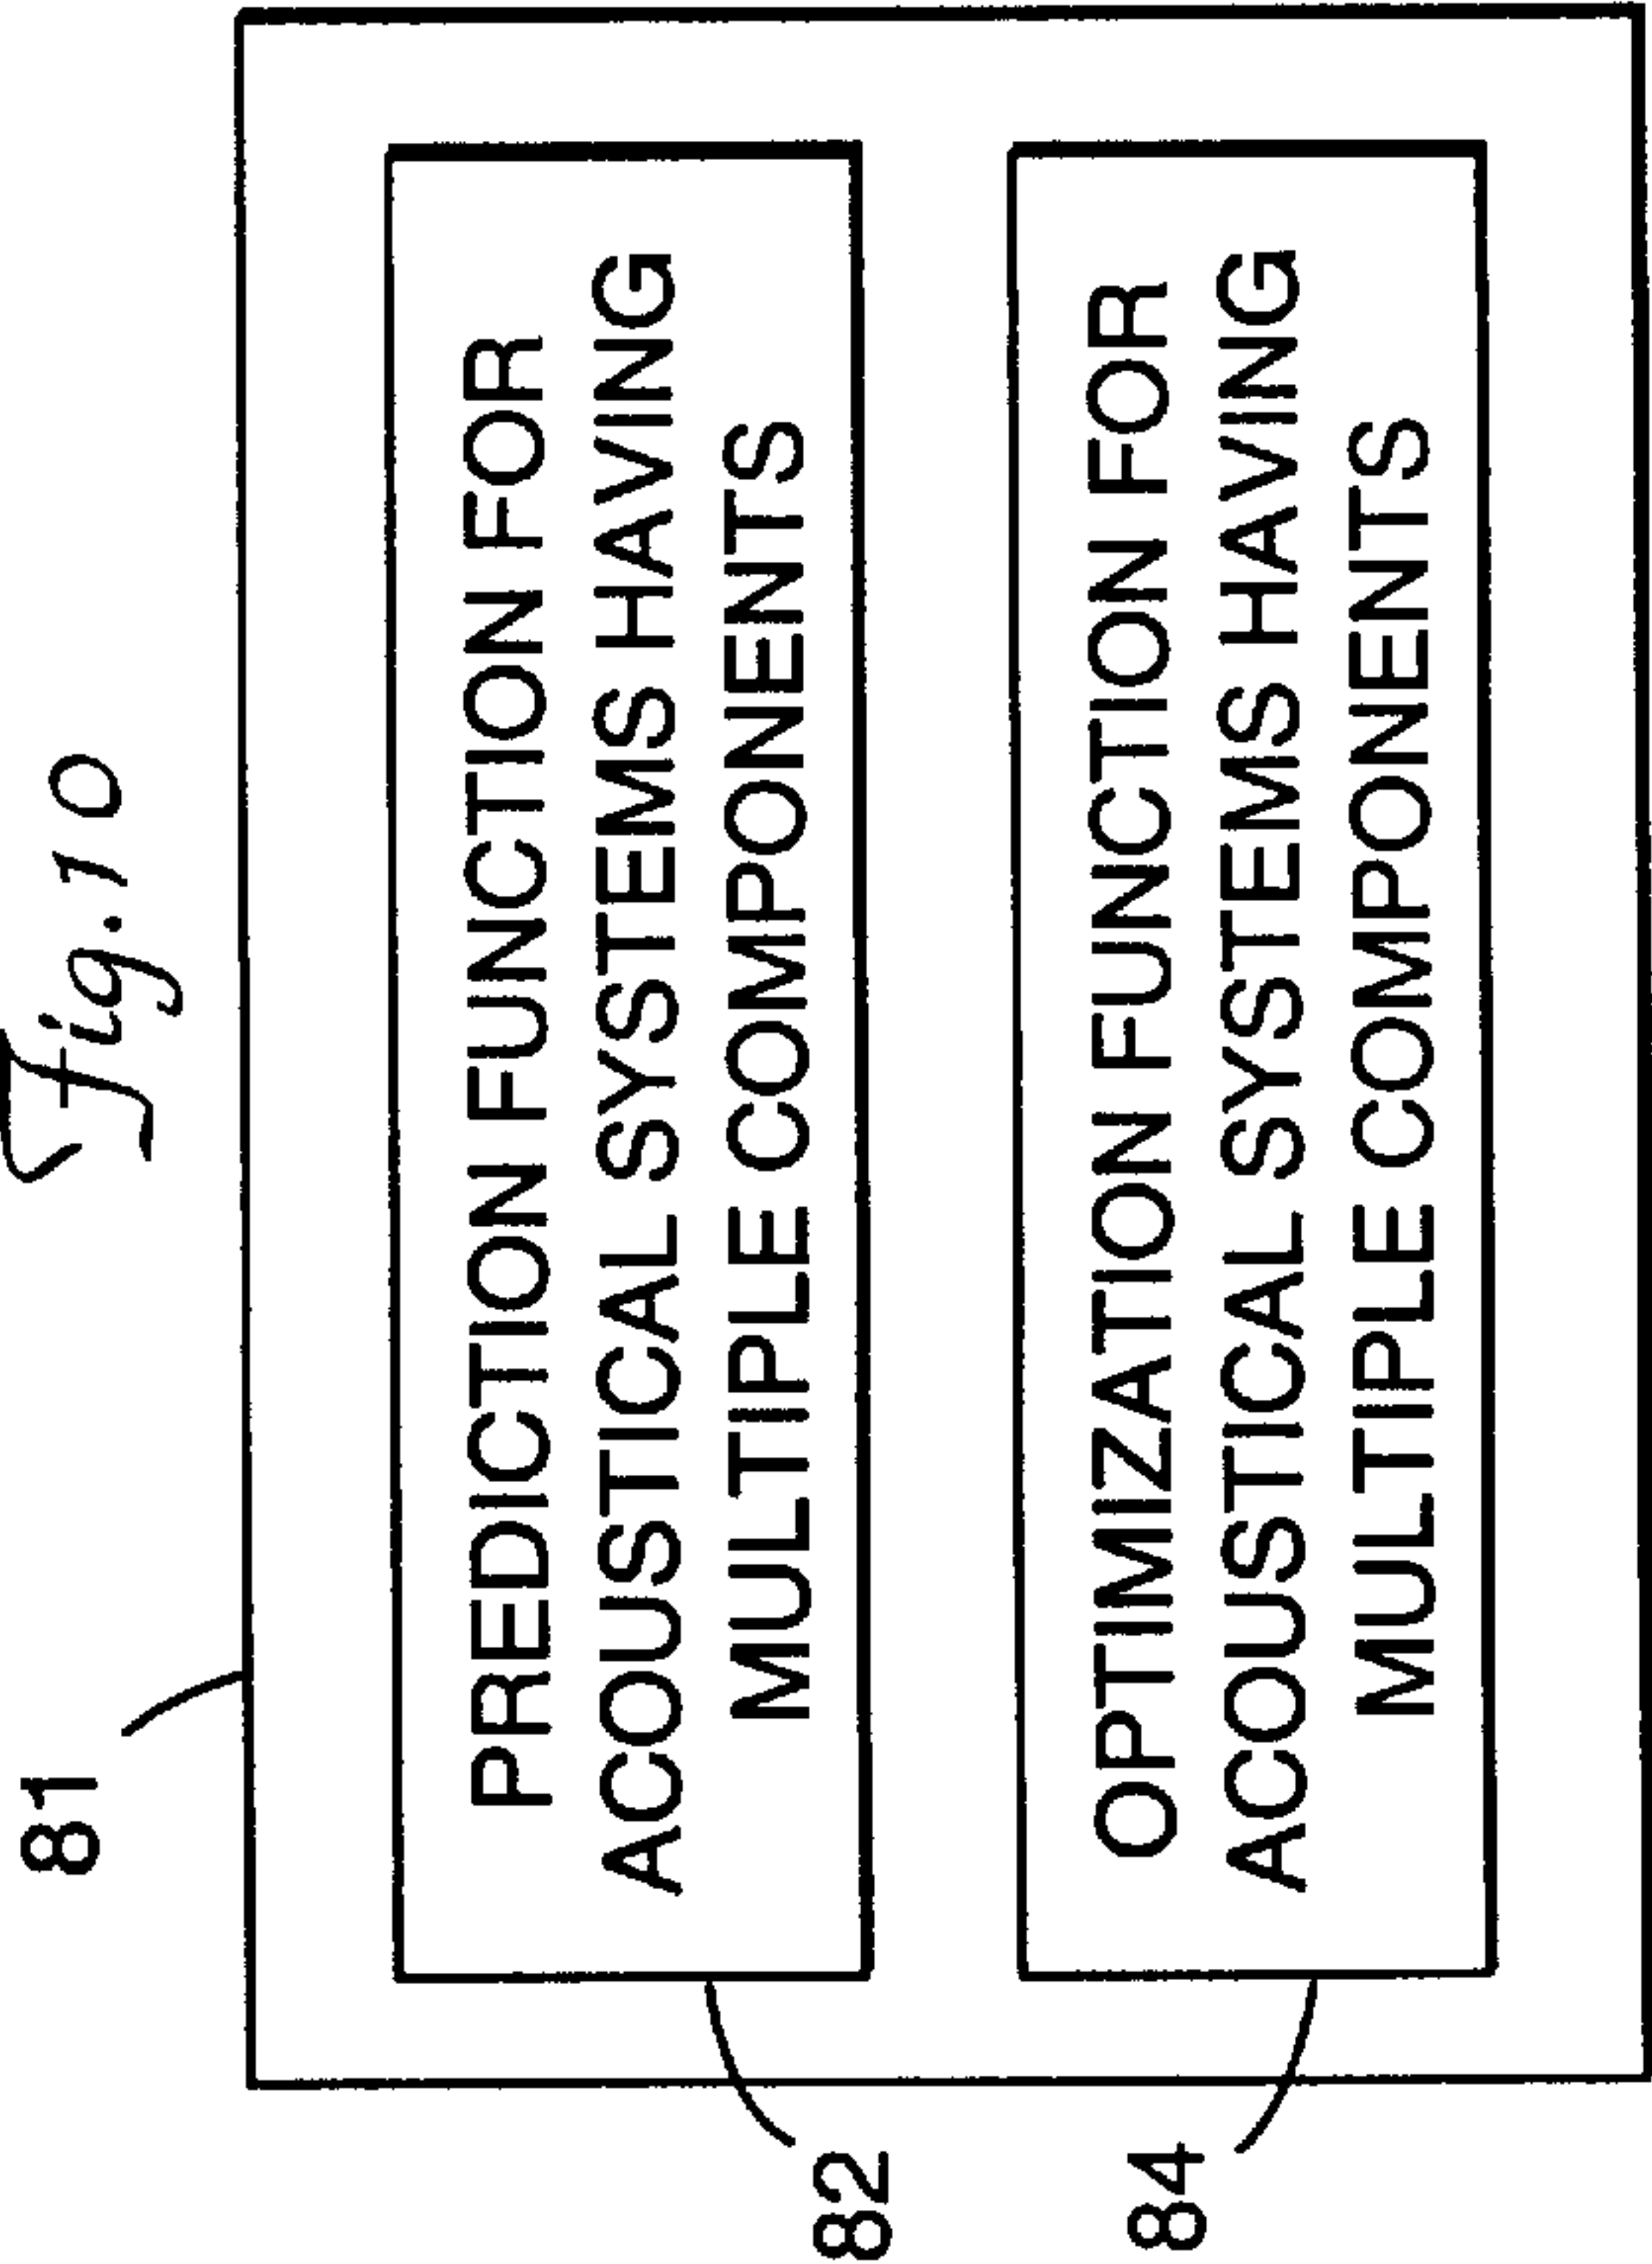 Fig. 10
81
PREDICTION FUNCTION FOR
ACOUSTICAL SYSTEMS HAVING
MULTIPLE COMPONENTS
82
OPTIMIZATION FUNCTION FOR
ACOUSTICAL SYSTEMS HAVING
MULTIPLE COMPONENTS
84